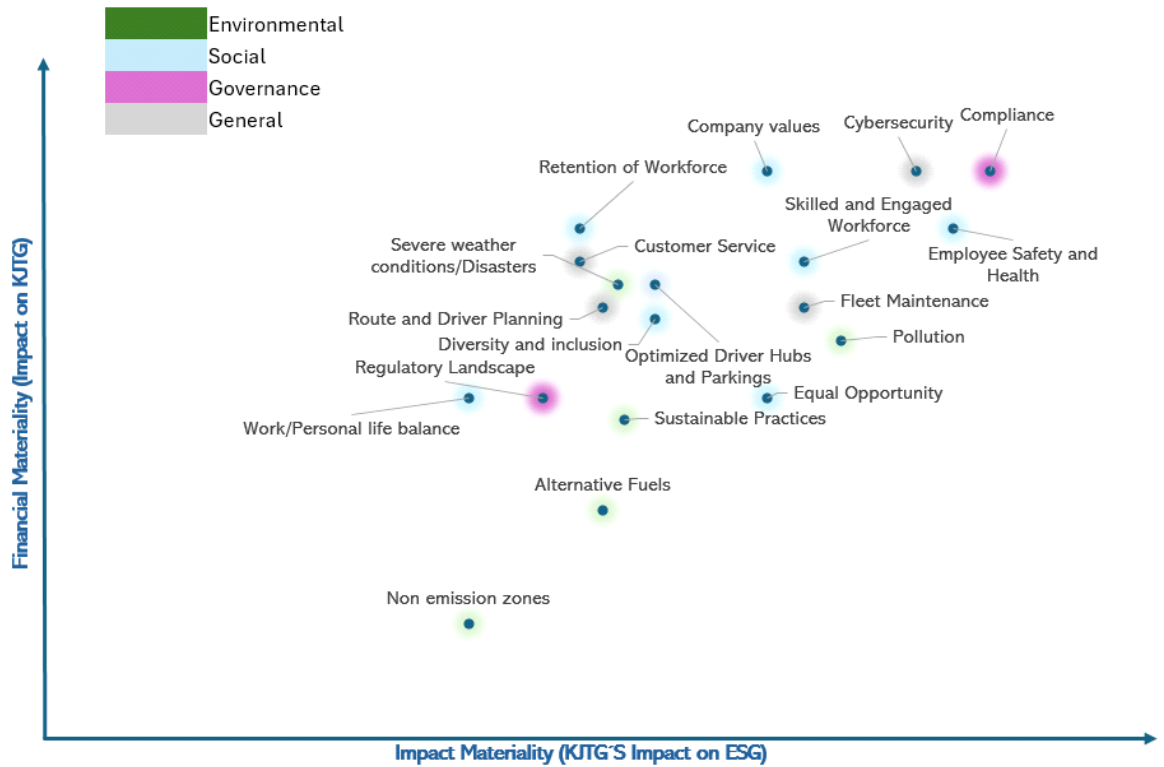 Environmental
Social
Governance
General
Company values
Cybersecurity
Compliance
Retention of Workforce
Skilled and Engaged
Workforce
Severe weather
conditions/Disasters
Customer Service
Employee Safety and
Health
Route and Driver Planning
Fleet Maintenance
Diversity and inclusion
Pollution
Optimized Driver Hubs
and Parkings
Regulatory Landscape
Equal Opportunity
Work/Personal life balance
Sustainable Practices
Alternative Fuels
Non emission zones
Financial Materiality (Impact on KJTG)
Impact Materiality (KJTG´S Impact on ESG)